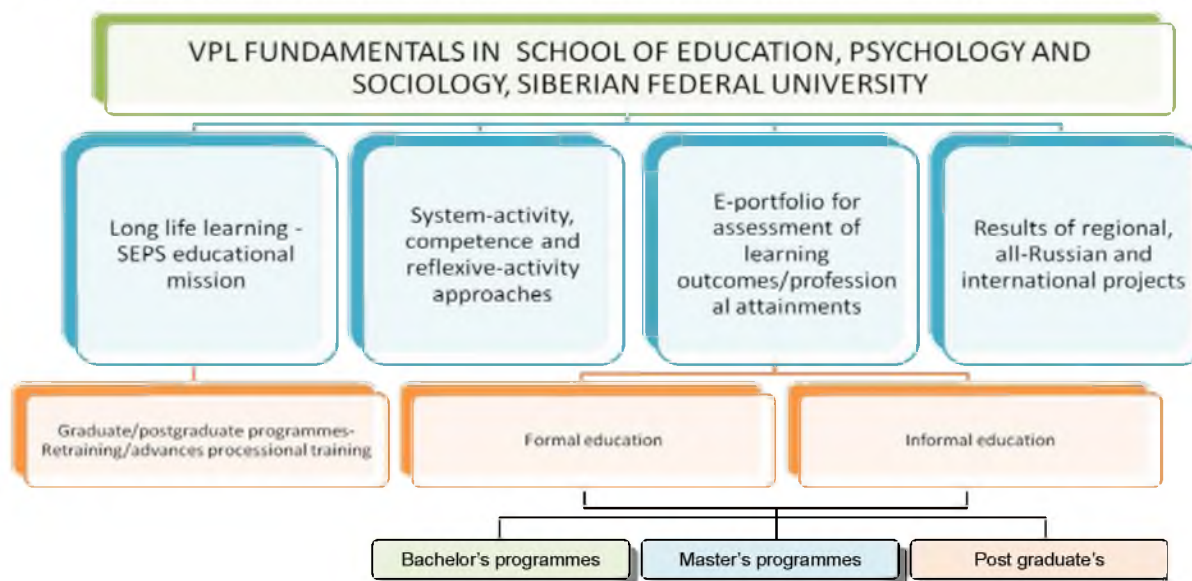 VPL FUNDAMENTALS IN SCHOOL OF EDUCATION, PSYCHOLOGY AND
SOCIOLOGY, SIBERIAN FEDERAL UNIVERSITY
Long life learning -
SEPS educational
mission
System-activity,
competence and
reflexive-activity
approaches
E-portfolio for
assessment of
learning
outcomes/profession
al attainments
Results of regional,
all-Russian and
international projects
Graduate/postgraduate programmes-
Retraining/advances processional training
Formal education
Informal education
Bachelor's programmes
Master's programmes
Post graduate's